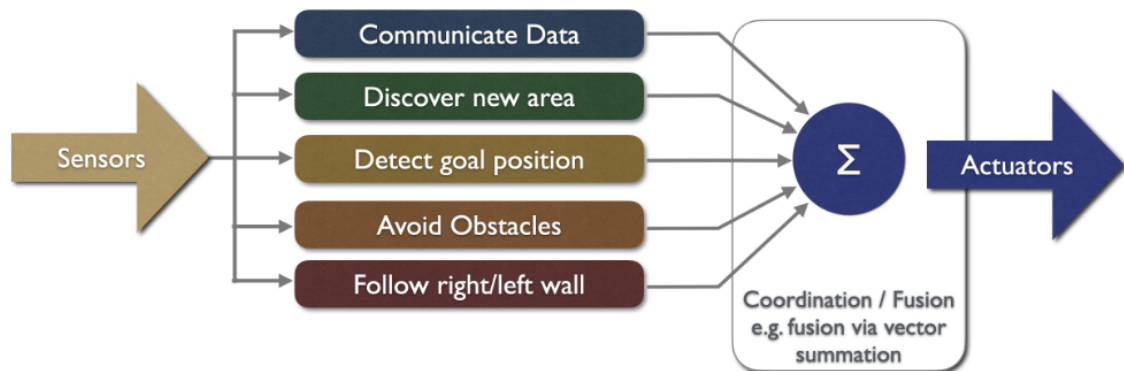 Communicate Data
Discover new area
Sensors
Detect goal position
Σ
Actuators
Avoid Obstacles
Follow right/left wall
Coordination / Fusion
e.g. fusion via vector
summation